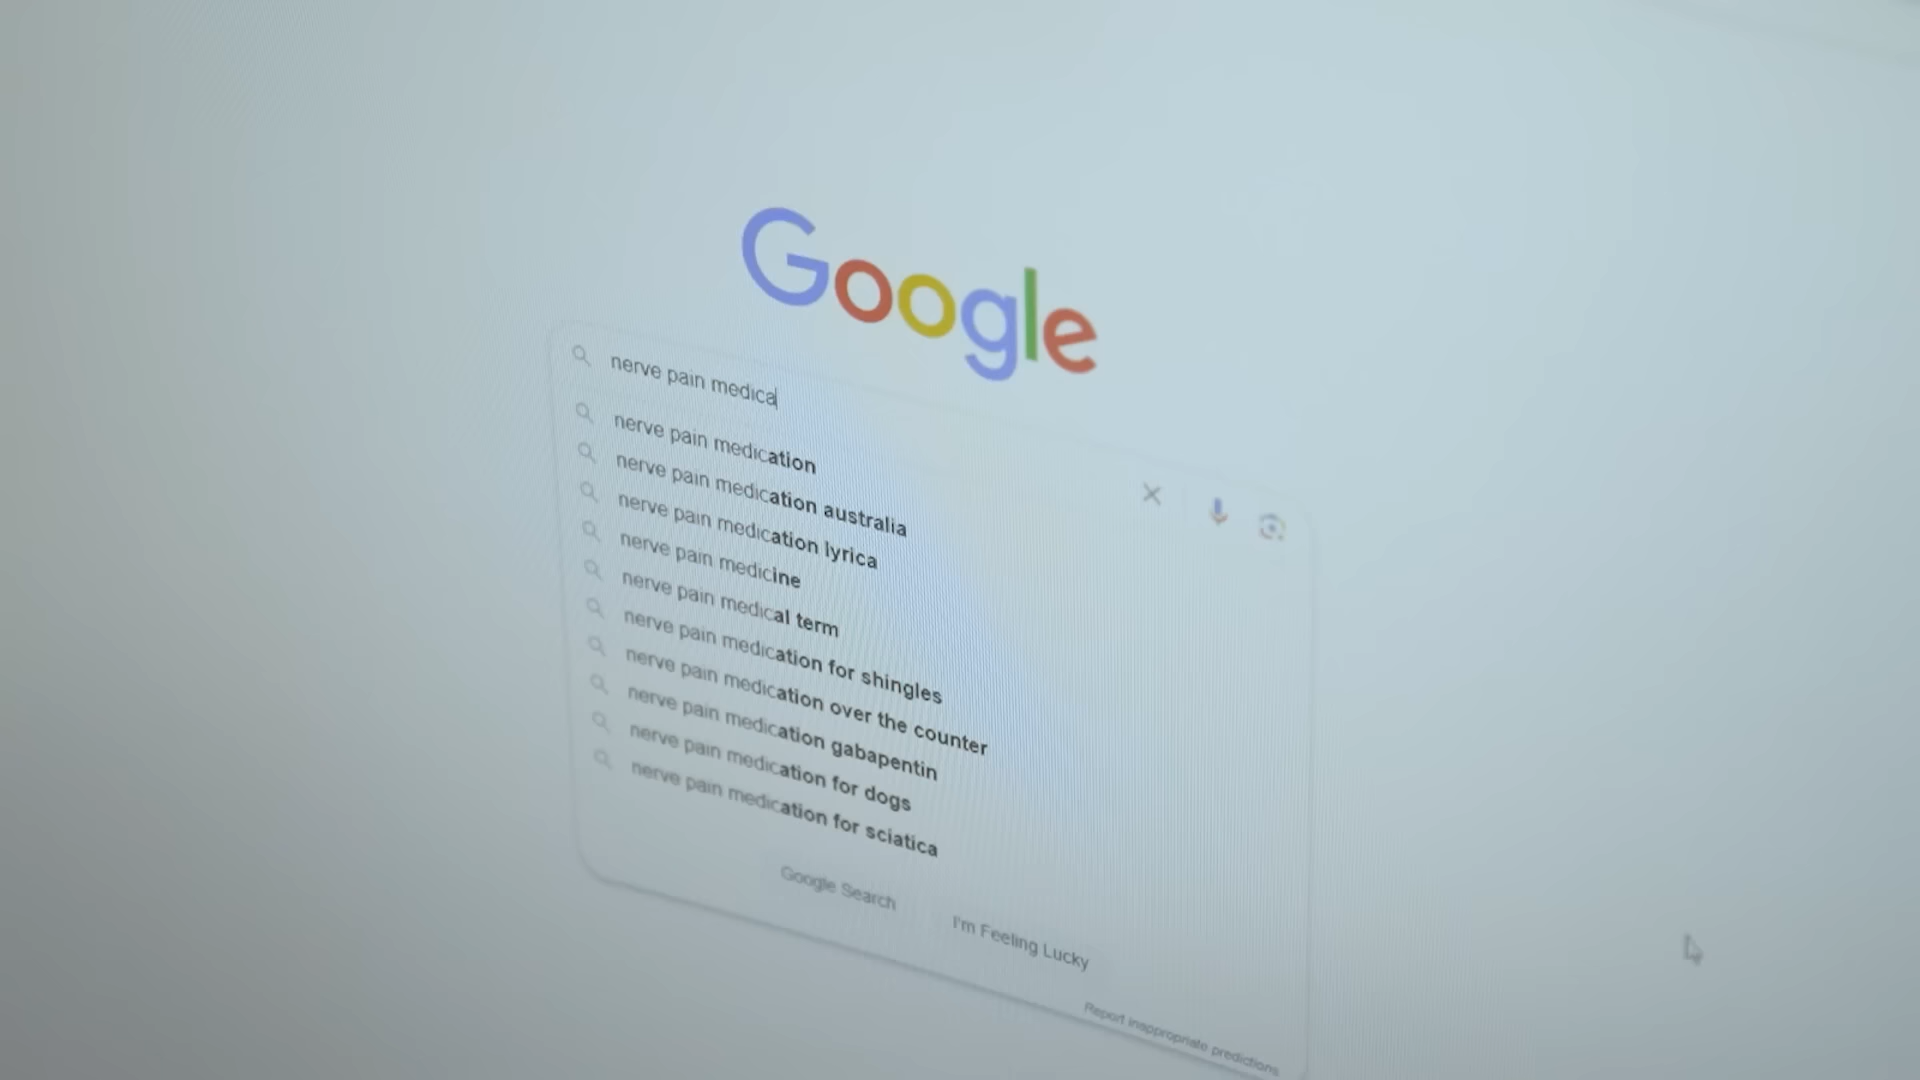 Google
nerve pain medica
nerve pain medication
nerve pain medication australia
nerve pain medication lyrica
nerve pain medicine
nerve pain medical term
nerve pain medication for shingles
nerve pain medication over the counter
nerve pain medication gabapentin
nerve pain medication for dogs
nerve pain medication for sciatica
Google Search
I'm Feeling Lucky
Report inappropriate predictions